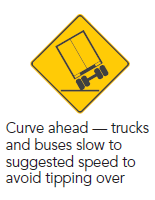 Curve ahead — trucks
and buses slow to
suggested speed to
avoid tipping over